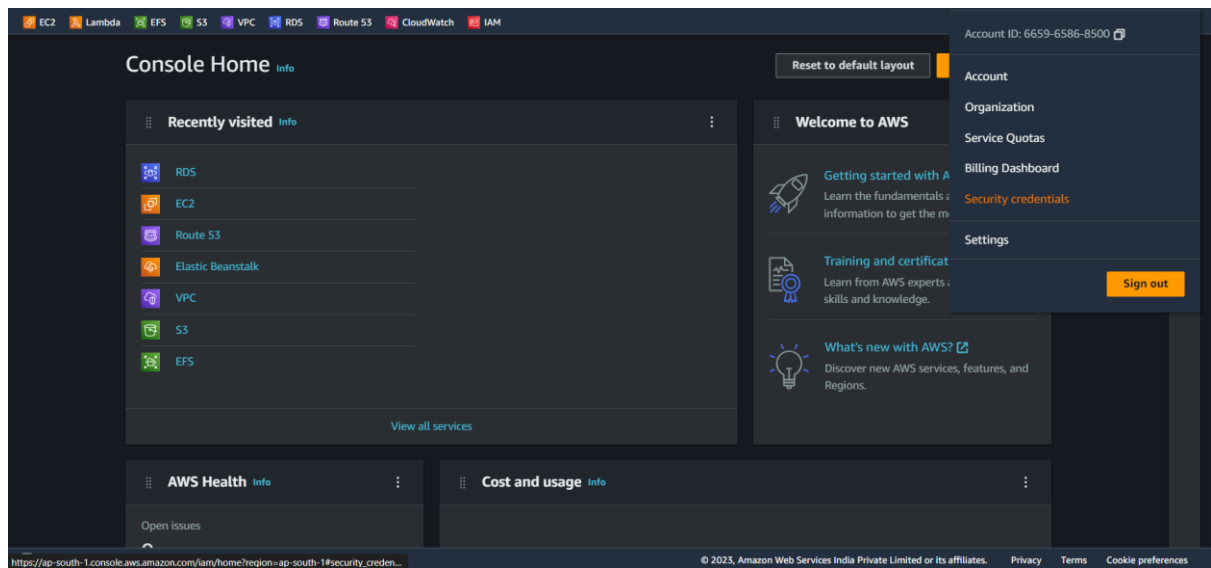 EC2 Lambda EFS S3 VPC RDS Route 53 CloudWatch IAM
Account ID: 6659-6586-8500
Account
Organization
Service Quotas
Billing Dashboard
Security credentials
Settings
Sign out
Console Home Info
Reset to default layout
Recently visited Info
RDS
EC2
Route 53
Elastic Beanstalk
VPC
S3
EFS
View all services
Welcome to AWS
Getting started with A
Learn the fundamentals
information to get the m
Training and certificat
Learn from AWS experts
skills and knowledge.
What's new with AWS?
Discover new AWS services, features, and
Regions.
AWS Health Info
Open issues
Cost and usage Info
https://ap-south-1.console.aws.amazon.com/iam/home?region=ap-south-1#security_creden...
© 2023, Amazon Web Services India Private Limited or its affiliates. Privacy Terms Cookie preferences